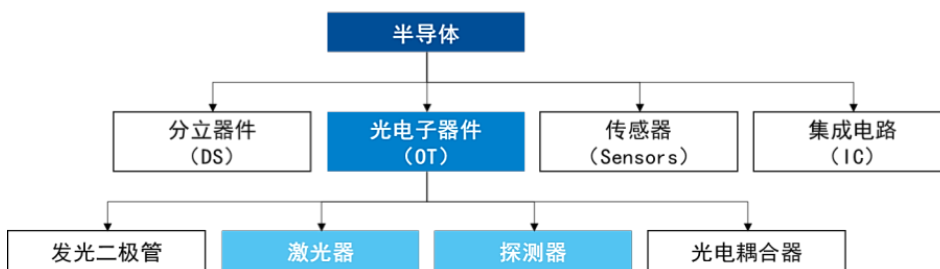 半导体
分立器件
（DS）
光电子器件
（OT）
传感器
（Sensors）
集成电路
（IC）
发光二极管
激光器
探测器
光电耦合器